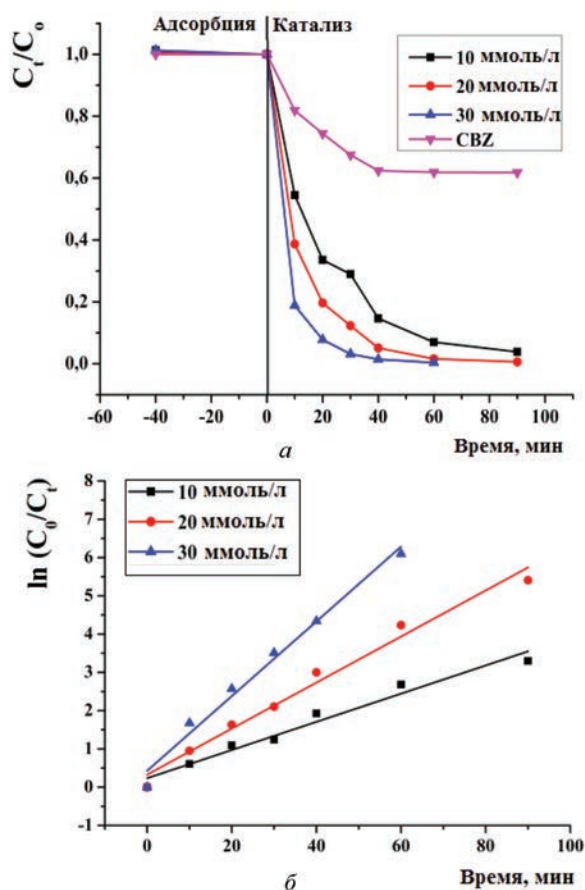 Адсорбция Катализ
C_t/C_o
1,0
0,8
0,6
0,4
0,2
0,0
10 ммоль/л
20 ммоль/л
30 ммоль/л
CBZ
-60 -40 -20 0 20 40 60 80 100
Время, мин
а
ln (C_0/C_t)
8
7
6
5
4
3
2
1
0
-1
10 ммоль/л
20 ммоль/л
30 ммоль/л
0 20 40 60 80 100
Время, мин
б